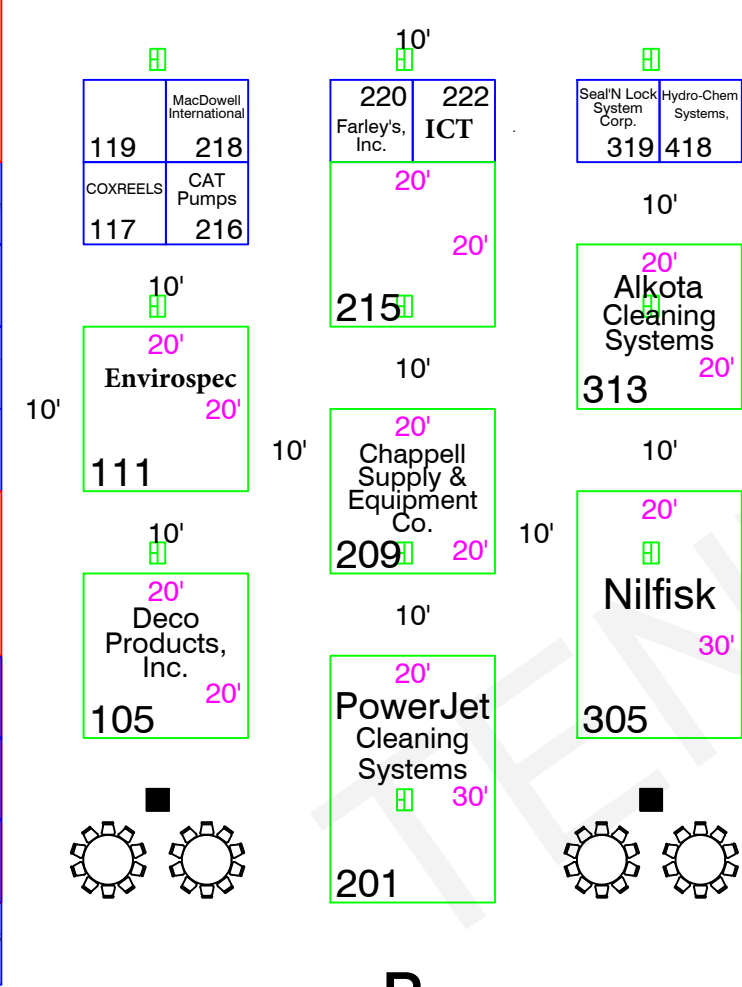 10'
MacDowell
International
119
218
COXREELS
CAT
Pumps
117
216
220
222
Farley's,
Inc.
ICT
20'
20'
215
Seal'N Lock
System
Corp.
319
Hydro-Chem
Systems,
418
10'
10'
20'
Envirospec
20'
111
10'
10'
10'
20'
Chappell
Supply &
Equipment
Co.
209
20'
20'
Alkota
Cleaning
Systems
20'
313
10'
10'
10'
20'
Deco
Products,
Inc.
20'
105
10'
20'
PowerJet
Cleaning
Systems
30'
201
20'
Nilfisk
30'
305
TEN